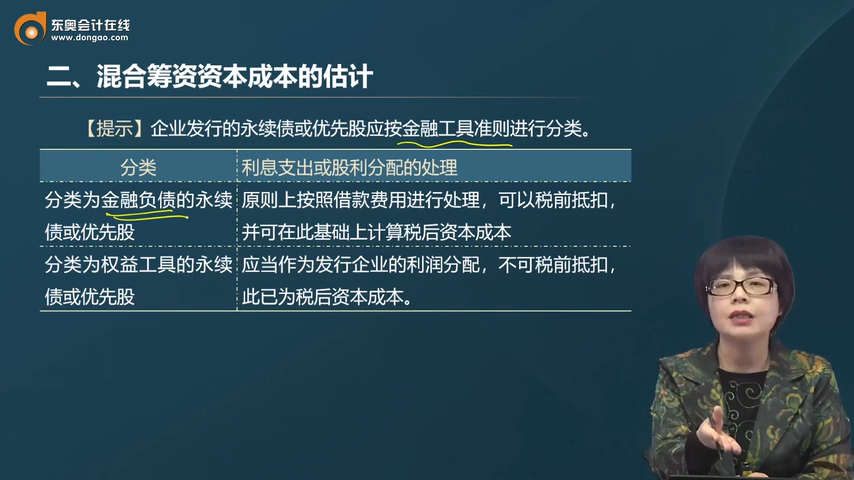 东奥会计在线
www.dongao.com
二、混合筹资资本成本的估计
【提示】企业发行的永续债或优先股应按金融工具准则进行分类。
分类 利息支出或股利分配的处理
分类为金融负债的永续 原则上按照借款费用进行处理，可以税前抵扣，
债或优先股 并可在此基础上计算税后资本成本
分类为权益工具的永续 应当作为发行企业的利润分配，不可税前抵扣，
债或优先股 此已为税后资本成本。